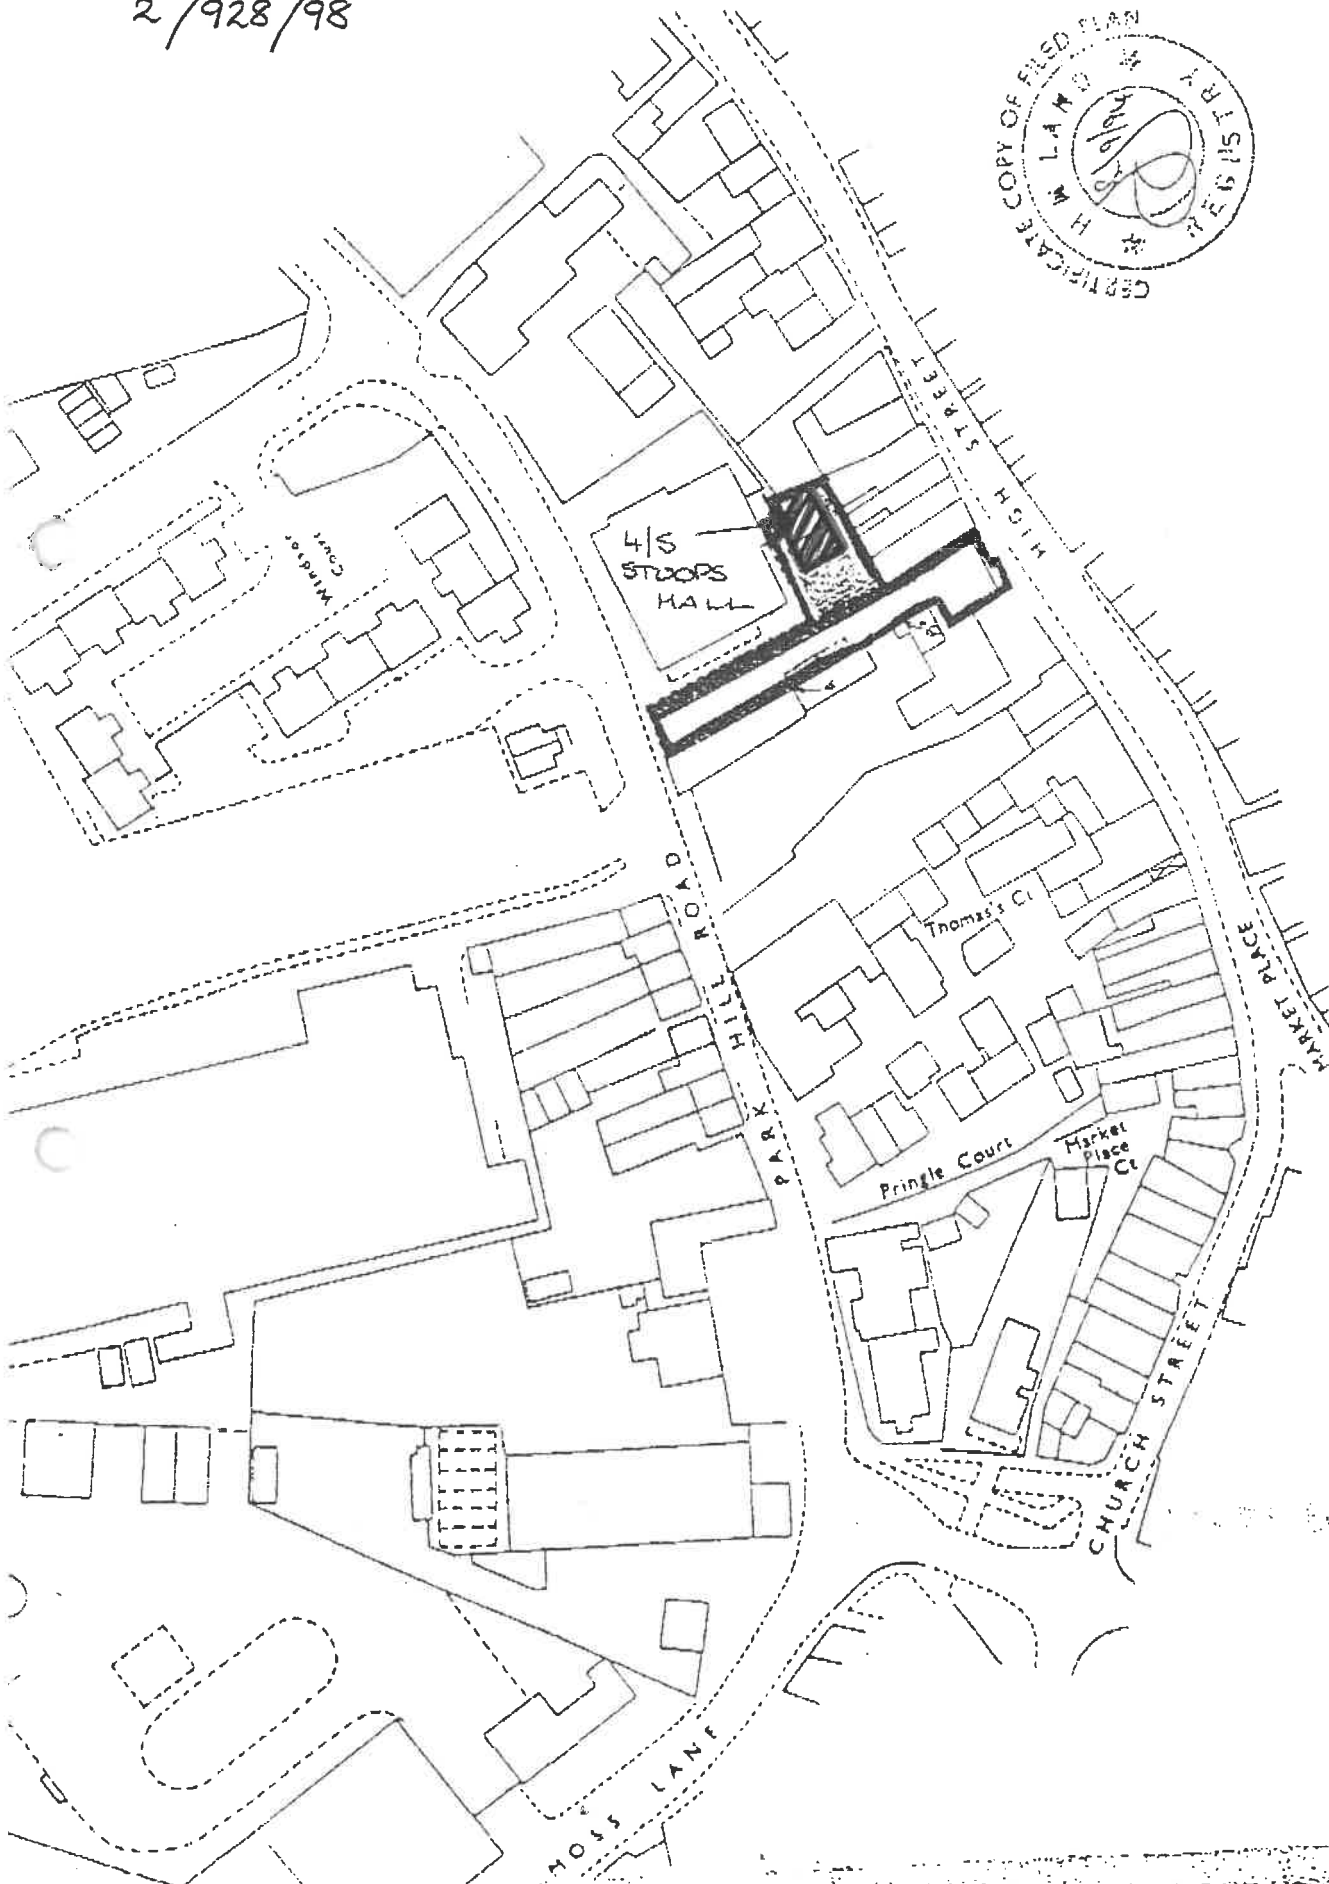 2/928/98
CERTIFICATE COPY OF FILED PLAN
H M LAND REGISTRY
HIGH STREET
4/5
STOOPS
HALL
Windsor
Court
A
B
PARK HILL ROAD
Thomas's Ct
MARKET PLACE
Pringle Court
Market
Place
Ct
CHURCH STREET
MOSS LANE